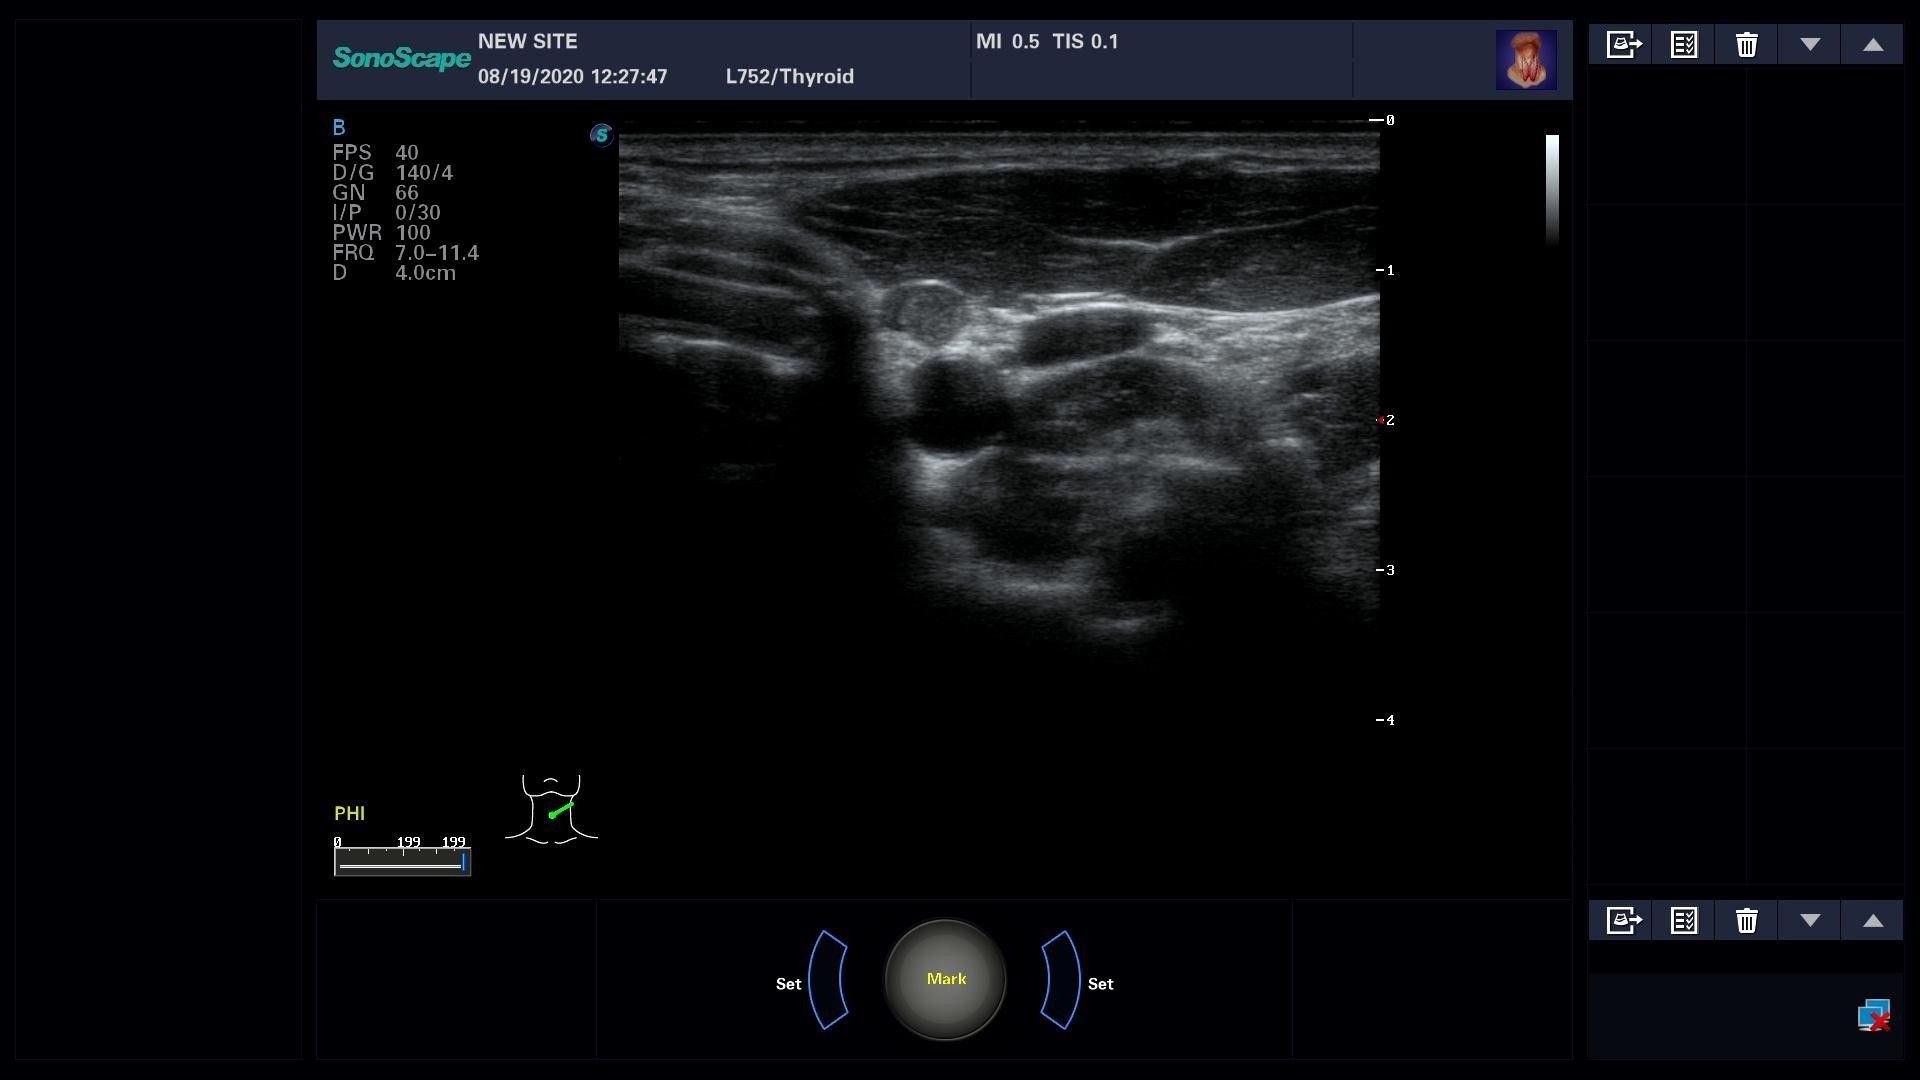 SonoScape
NEW SITE
08/19/2020 12:27:47
L752/Thyroid
MI 0.5 TIS 0.1
B
FPS 40
D/G 140/4
GN 66
I/P 0/30
PWR 100
FRQ 7.0-11.4
D 4.0cm
S
0
1
2
3
4
PHI
0 199 199
Set
Mark
Set